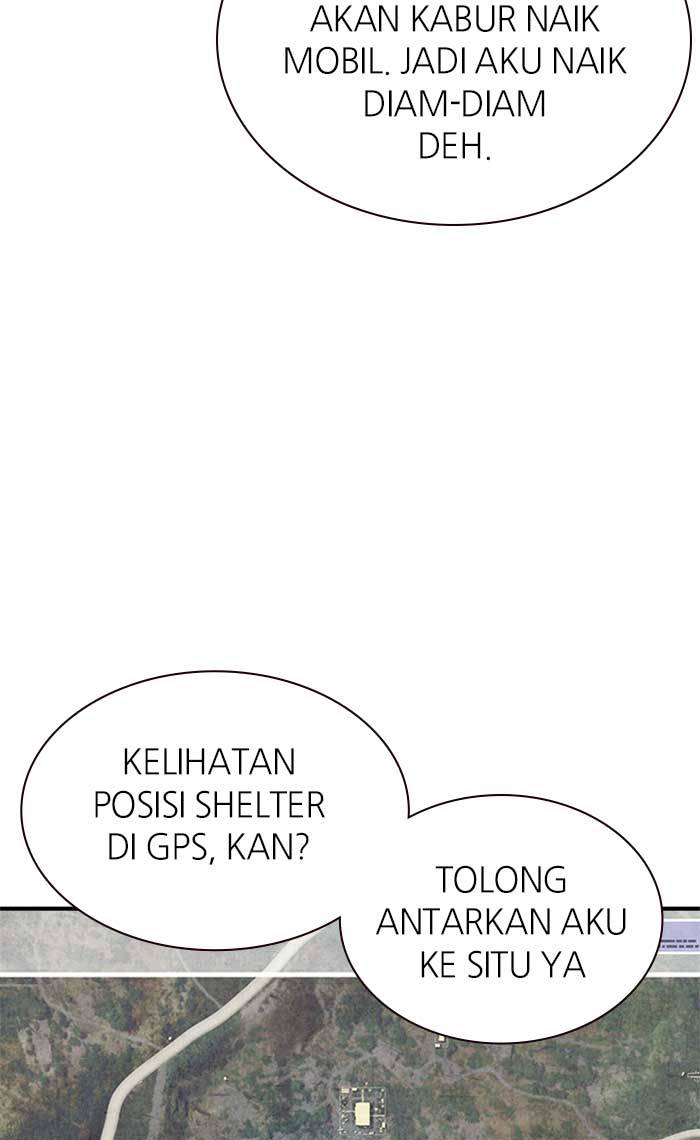 AKAN KABUR NAIK
MOBIL. JADI AKU NAIK
DIAM-DIAM
DEH.
KELIHATAN
POSISI SHELTER
DI GPS, KAN?
TOLONG
ANTARKAN AKU
KE SITU YA